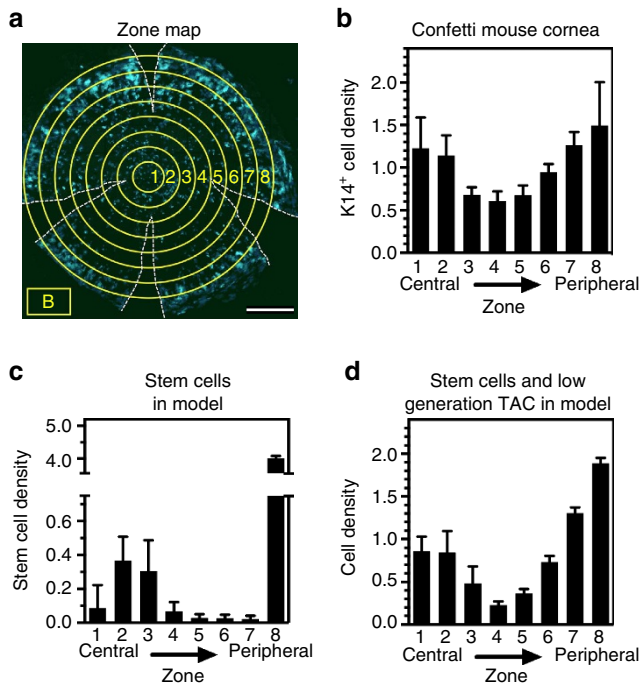 a
Zone map
1 2 3 4 5 6 7 8
B
b
Confetti mouse cornea
K14⁺ cell density
2.0
1.5
1.0
0.5
0.0
1 2 3 4 5 6 7 8
Central Peripheral
Zone
c
Stem cells
in model
Stem cell density
5.0
4.0
0.6
0.4
0.2
0.0
1 2 3 4 5 6 7 8
Central Peripheral
Zone
d
Stem cells and low
generation TAC in model
Cell density
2.0
1.5
1.0
0.5
0.0
1 2 3 4 5 6 7 8
Central Peripheral
Zone